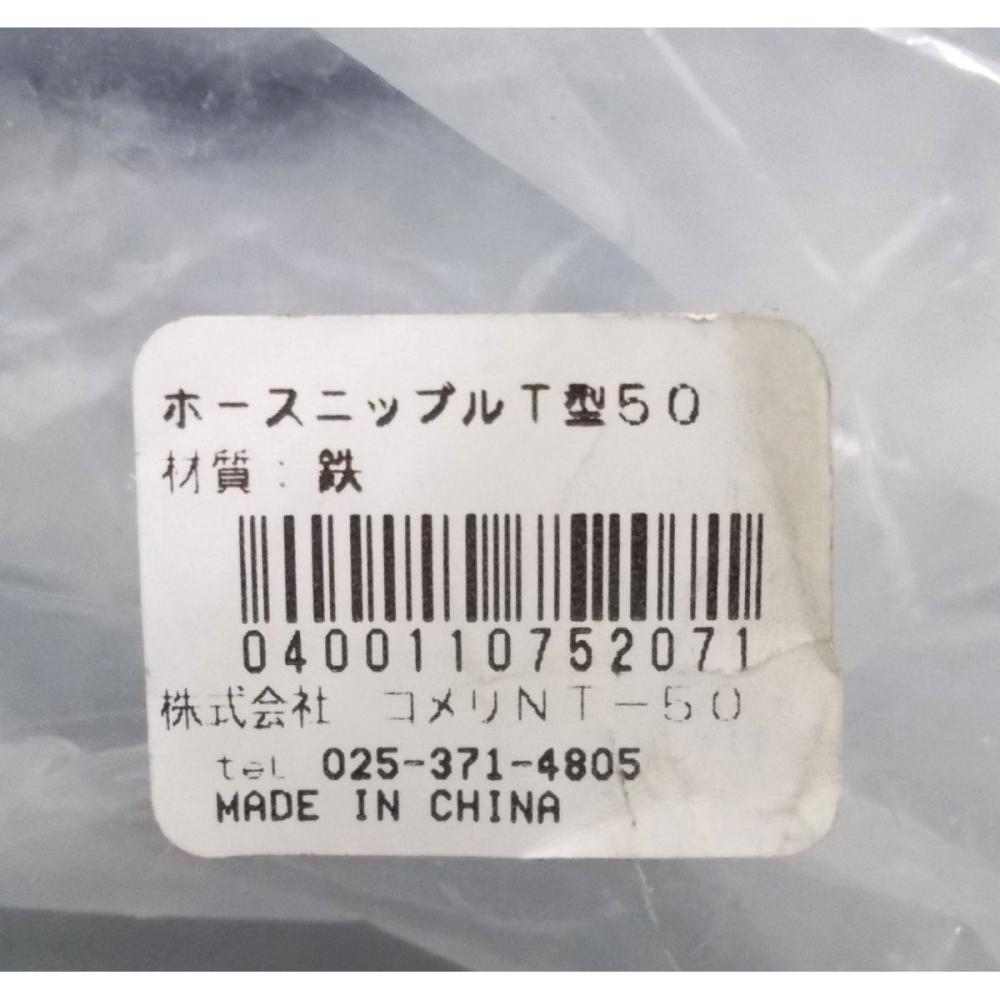 ホースニップルT型50
材質：鉄
0400110752071
株式会社 コメリNT-50
tel 025-371-4805
MADE IN CHINA